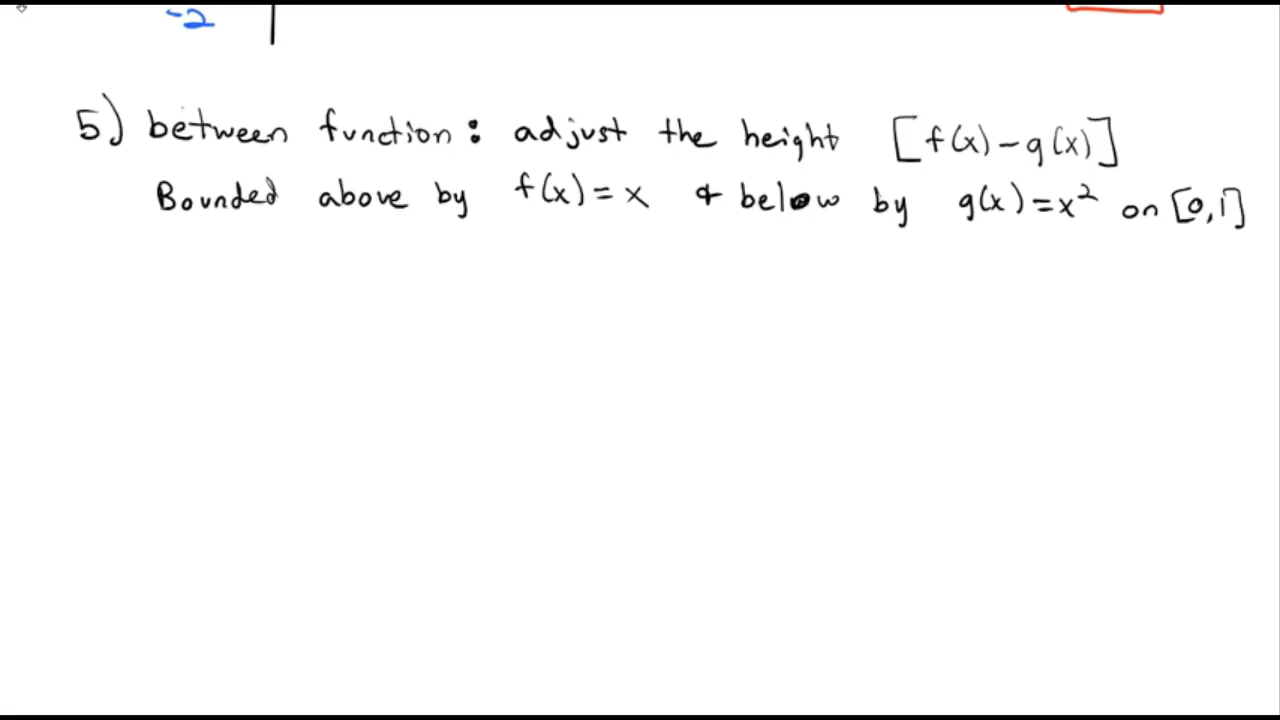 -2
5) between function: adjust the height [f(x) - g(x)]
Bounded above by f(x) = x & below by g(x) = x² on [0,1]